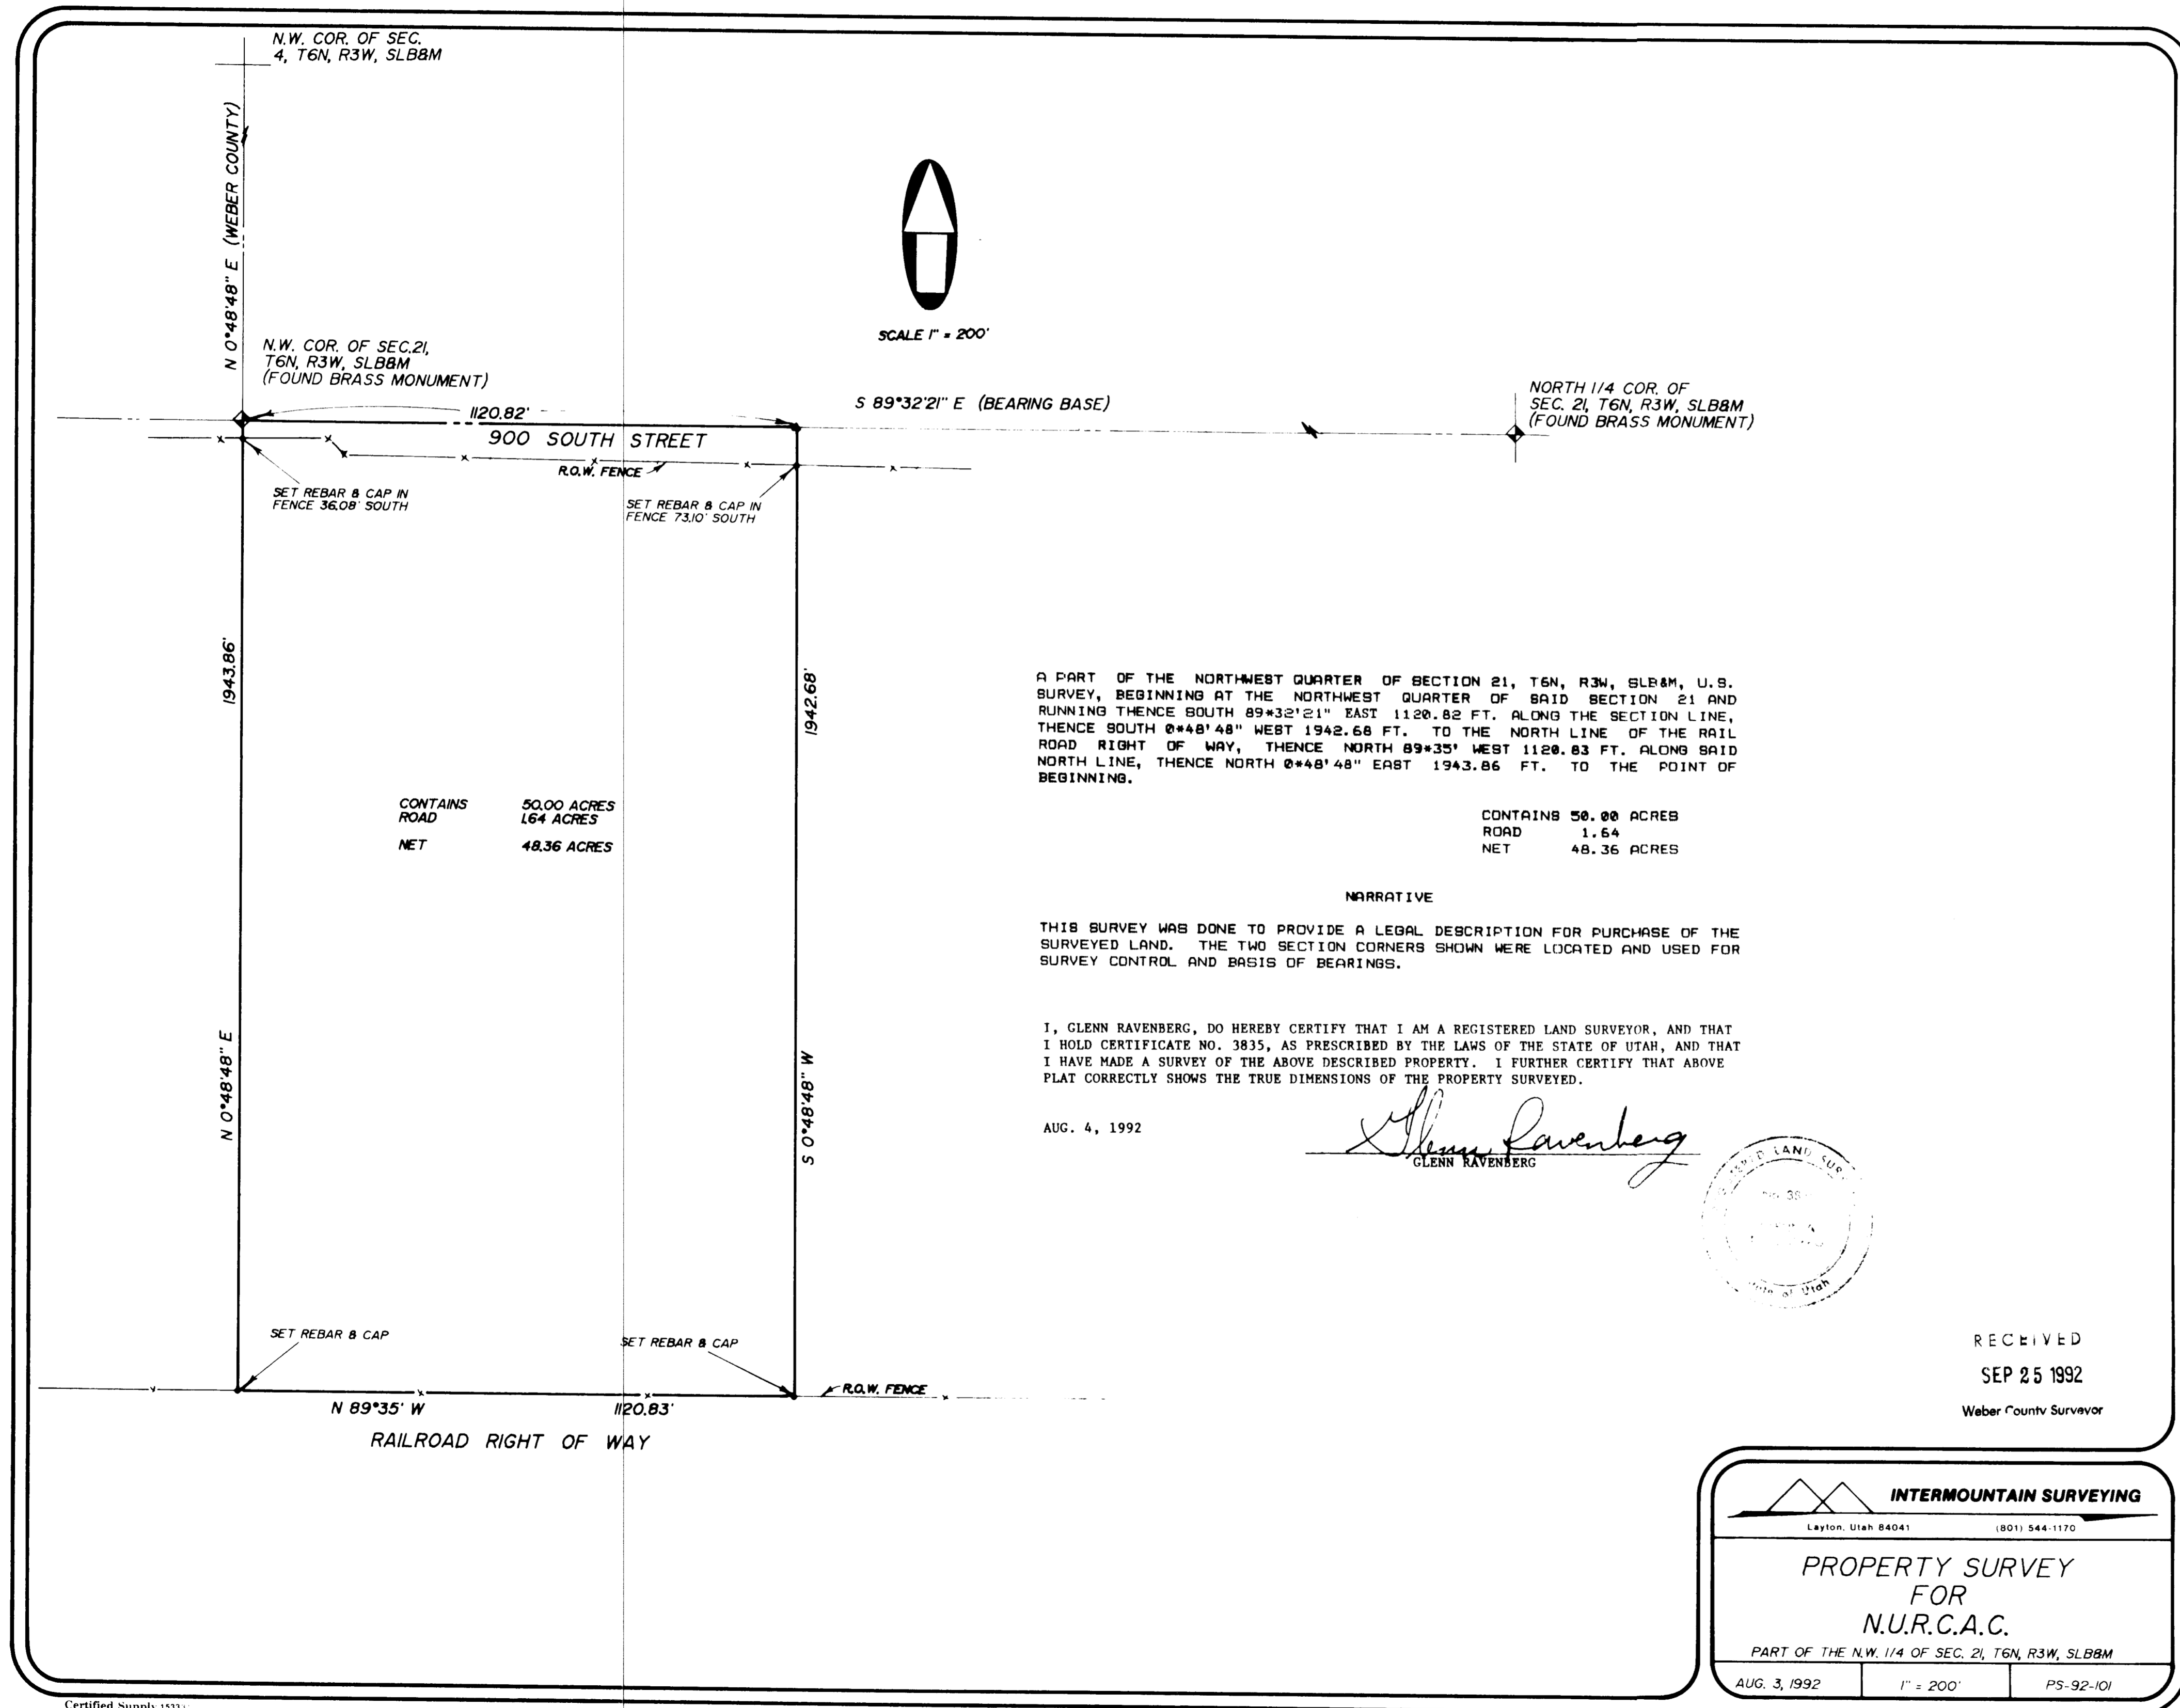 N.W. COR. OF SEC.
4, T6N, R3W, SLB&M
N 0°48'48" E (WEBER COUNTY)
SCALE 1" = 200'
N.W. COR. OF SEC.21,
T6N, R3W, SLB&M
(FOUND BRASS MONUMENT)
1120.82'
S 89°32'21" E (BEARING BASE)
NORTH 1/4 COR. OF
SEC. 21, T6N, R3W, SLB&M
(FOUND BRASS MONUMENT)
900 SOUTH STREET
R.O.W. FENCE
SET REBAR & CAP IN
FENCE 36.08' SOUTH
SET REBAR & CAP IN
FENCE 73.10' SOUTH
1943.86'
1942.68'
CONTAINS 50.00 ACRES
ROAD 1.64 ACRES
NET 48.36 ACRES
N 0°48'48" E
S 0°48'48" W
SET REBAR & CAP
SET REBAR & CAP
R.O.W. FENCE
N 89°35' W 1120.83'
RAILROAD RIGHT OF WAY
A PART OF THE NORTHWEST QUARTER OF SECTION 21, T6N, R3W, SLB&M, U.S.
SURVEY, BEGINNING AT THE NORTHWEST QUARTER OF SAID SECTION 21 AND
RUNNING THENCE SOUTH 89*32'21" EAST 1120.82 FT. ALONG THE SECTION LINE,
THENCE SOUTH 0*48'48" WEST 1942.68 FT. TO THE NORTH LINE OF THE RAIL
ROAD RIGHT OF WAY, THENCE NORTH 89*35' WEST 1120.83 FT. ALONG SAID
NORTH LINE, THENCE NORTH 0*48'48" EAST 1943.86 FT. TO THE POINT OF
BEGINNING.
CONTAINS 50.00 ACRES
ROAD 1.64
NET 48.36 ACRES
NARRATIVE
THIS SURVEY WAS DONE TO PROVIDE A LEGAL DESCRIPTION FOR PURCHASE OF THE
SURVEYED LAND. THE TWO SECTION CORNERS SHOWN WERE LOCATED AND USED FOR
SURVEY CONTROL AND BASIS OF BEARINGS.
I, GLENN RAVENBERG, DO HEREBY CERTIFY THAT I AM A REGISTERED LAND SURVEYOR, AND THAT
I HOLD CERTIFICATE NO. 3835, AS PRESCRIBED BY THE LAWS OF THE STATE OF UTAH, AND THAT
I HAVE MADE A SURVEY OF THE ABOVE DESCRIBED PROPERTY. I FURTHER CERTIFY THAT ABOVE
PLAT CORRECTLY SHOWS THE TRUE DIMENSIONS OF THE PROPERTY SURVEYED.
AUG. 4, 1992
Glenn Ravenberg
GLENN RAVENBERG
LAND
of Utah
RECEIVED
SEP 25 1992
Weber County Surveyor
INTERMOUNTAIN SURVEYING
Layton, Utah 84041 (801) 544-1170
PROPERTY SURVEY
FOR
N.U.R.C.A.C.
PART OF THE N.W. 1/4 OF SEC. 21, T6N, R3W, SLB&M
AUG. 3, 1992 1" = 200' PS-92-101
Certified Supply